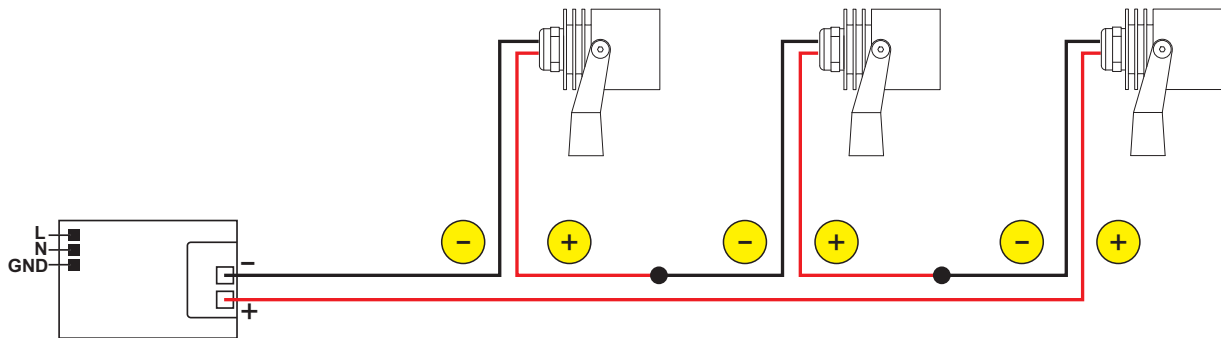 - + - + - +
L
N
GND
-
+